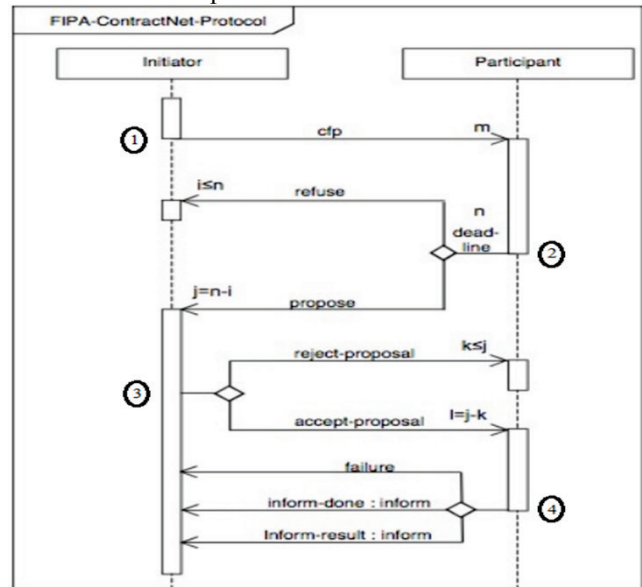 FIPA-ContractNet-Protocol
Initiator
Participant
1
cfp
m
i≤n
refuse
n
dead-
line
2
j=n-i
propose
reject-proposal
k≤j
3
accept-proposal
l=j-k
failure
inform-done : inform
4
Inform-result : inform